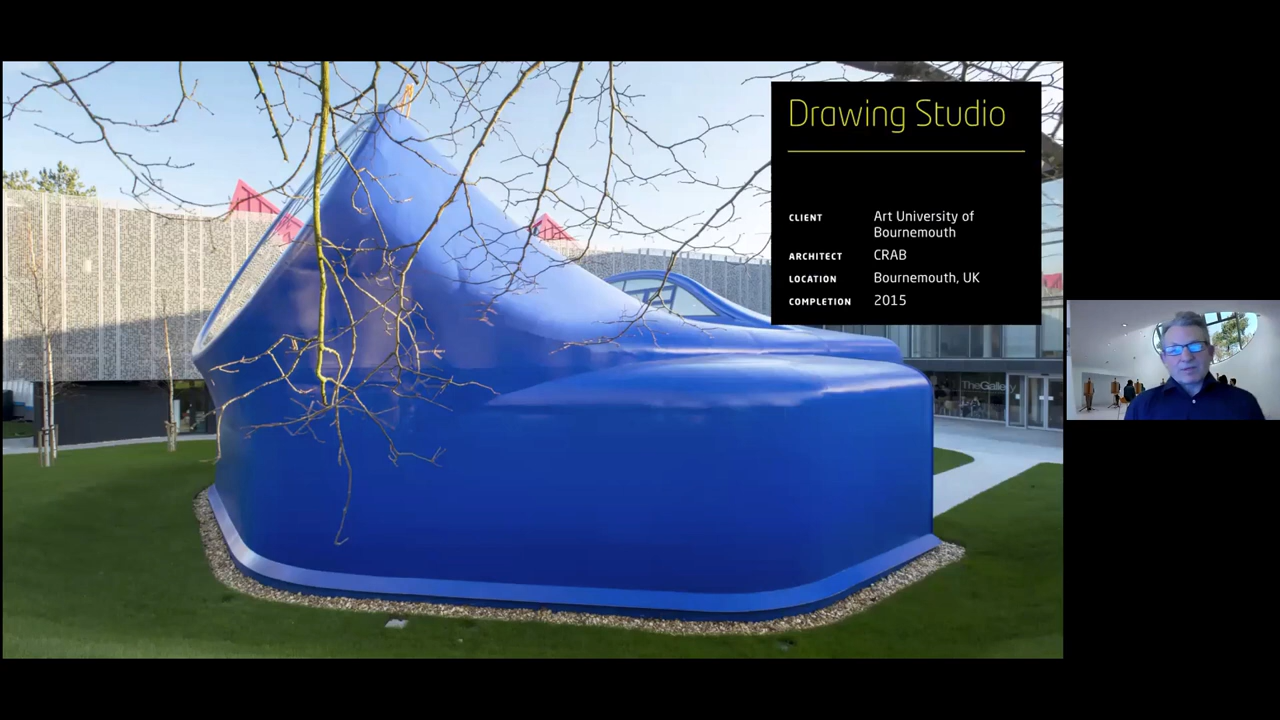 Drawing Studio
CLIENT Art University of
Bournemouth
ARCHITECT CRAB
LOCATION Bournemouth, UK
COMPLETION 2015
The Gallery